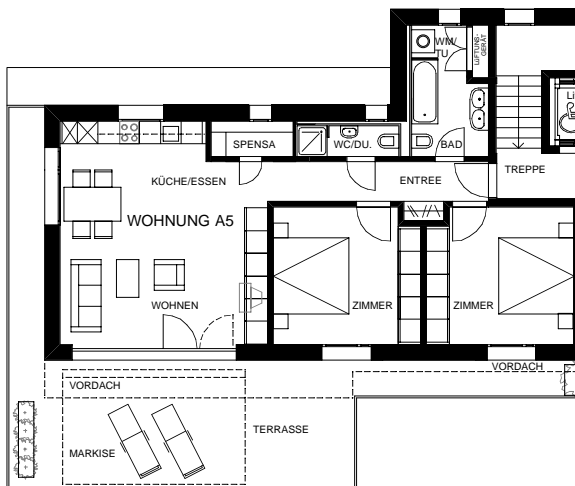 WM/
TU
LÜFTUNGS-
GERÄT
Li
SPENSA
WC/DU.
BAD
TREPPE
KÜCHE/ESSEN
ENTREE
WOHNUNG A5
WOHNEN
ZIMMER
ZIMMER
VORDACH
VORDACH
TERRASSE
MARKISE